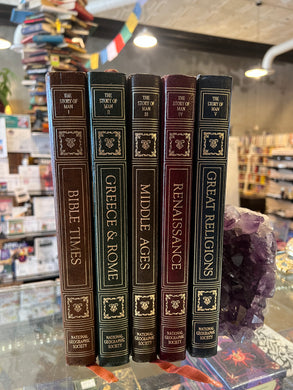 THE
STORY OF
MAN
I
BIBLE TIMES
NATIONAL
GEOGRAPHIC
SOCIETY
THE
STORY OF
MAN
II
GREECE & ROME
NATIONAL
GEOGRAPHIC
SOCIETY
THE
STORY OF
MAN
III
MIDDLE AGES
NATIONAL
GEOGRAPHIC
SOCIETY
THE
STORY OF
MAN
IV
RENAISSANCE
NATIONAL
GEOGRAPHIC
SOCIETY
THE
STORY OF
MAN
V
GREAT RELIGIONS
NATIONAL
GEOGRAPHIC
SOCIETY